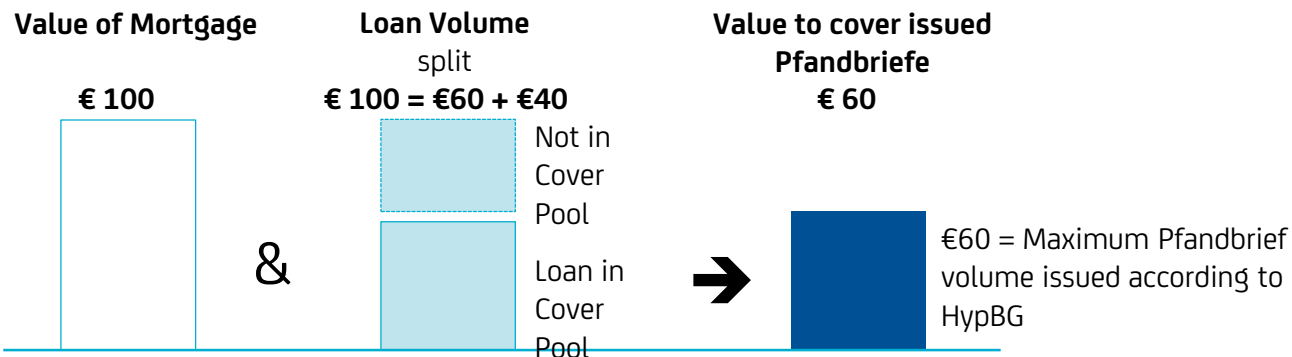 Value of Mortgage
€ 100
Loan Volume
split
€ 100 = €60 + €40
Value to cover issued
Pfandbriefe
€ 60
Not in
Cover
Pool
&
Loan in
Cover
Pool
➔
€60 = Maximum Pfandbrief
volume issued according to
HypBG